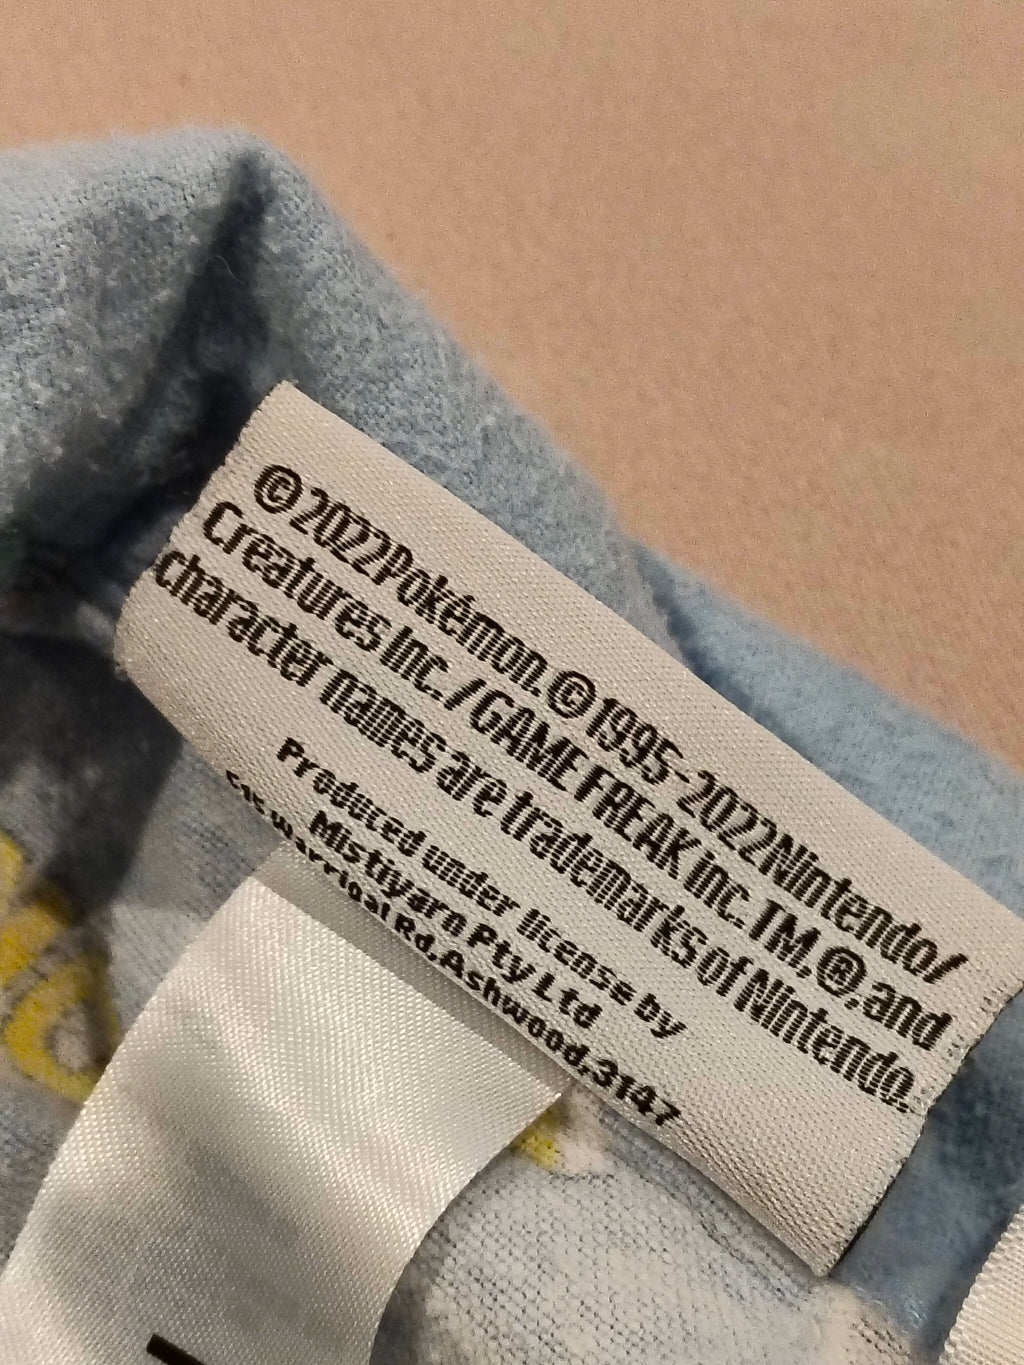 ©2022Pokémon.©1995-2022Nintendo/
Creatures Inc./GAME FREAK inc. TM,®,and
character names are trademarks of Nintendo.
Produced under license by
Mistiyarn Pty Ltd
Warrigal Rd,Ashwood,3147